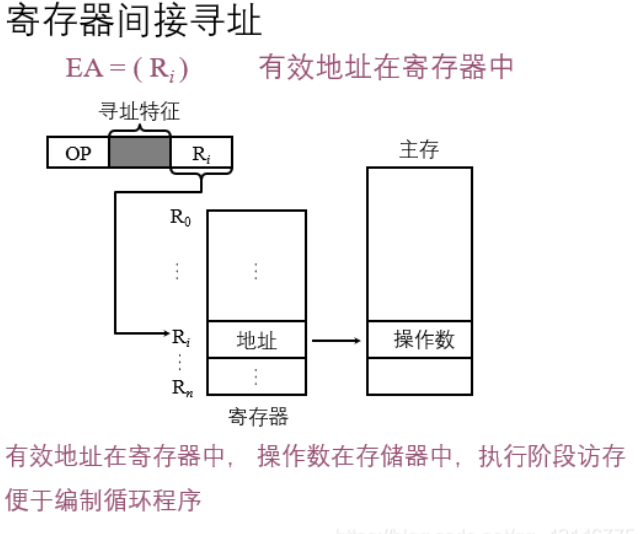 寄存器间接寻址
EA = ( Rᵢ ) 有效地址在寄存器中
寻址特征
OP Rᵢ
主存
R₀
⋮ ⋮
Rᵢ 地址 操作数
⋮ ⋮
Rₙ
寄存器
有效地址在寄存器中, 操作数在存储器中，执行阶段访存
便于编制循环程序